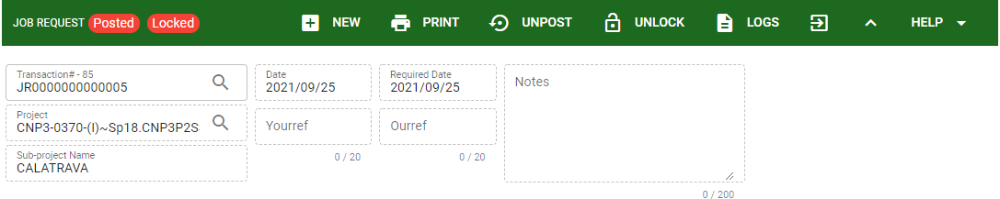 JOB REQUEST Posted Locked NEW PRINT UNPOST UNLOCK LOGS HELP
Transaction# - 85
JR0000000000005
Date
2021/09/25
Required Date
2021/09/25
Notes
Project
CNP3-0370-(I)~Sp18.CNP3P2S
Yourref
0 / 20
Ourref
0 / 20
Sub-project Name
CALATRAVA
0 / 200